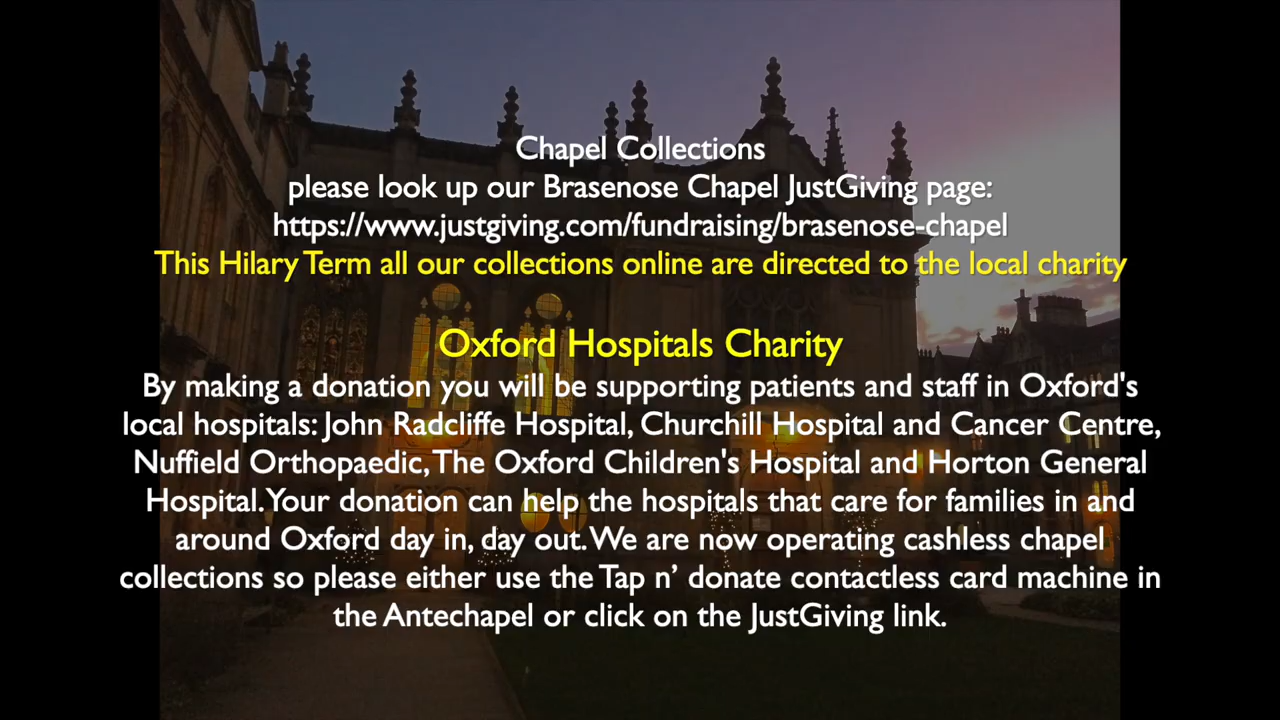 Chapel Collections
please look up our Brasenose Chapel JustGiving page:
https://www.justgiving.com/fundraising/brasenose-chapel
This Hilary Term all our collections online are directed to the local charity
Oxford Hospitals Charity
By making a donation you will be supporting patients and staff in Oxford's
local hospitals: John Radcliffe Hospital, Churchill Hospital and Cancer Centre,
Nuffield Orthopaedic, The Oxford Children's Hospital and Horton General
Hospital. Your donation can help the hospitals that care for families in and
around Oxford day in, day out. We are now operating cashless chapel
collections so please either use the Tap n’ donate contactless card machine in
the Antechapel or click on the JustGiving link.